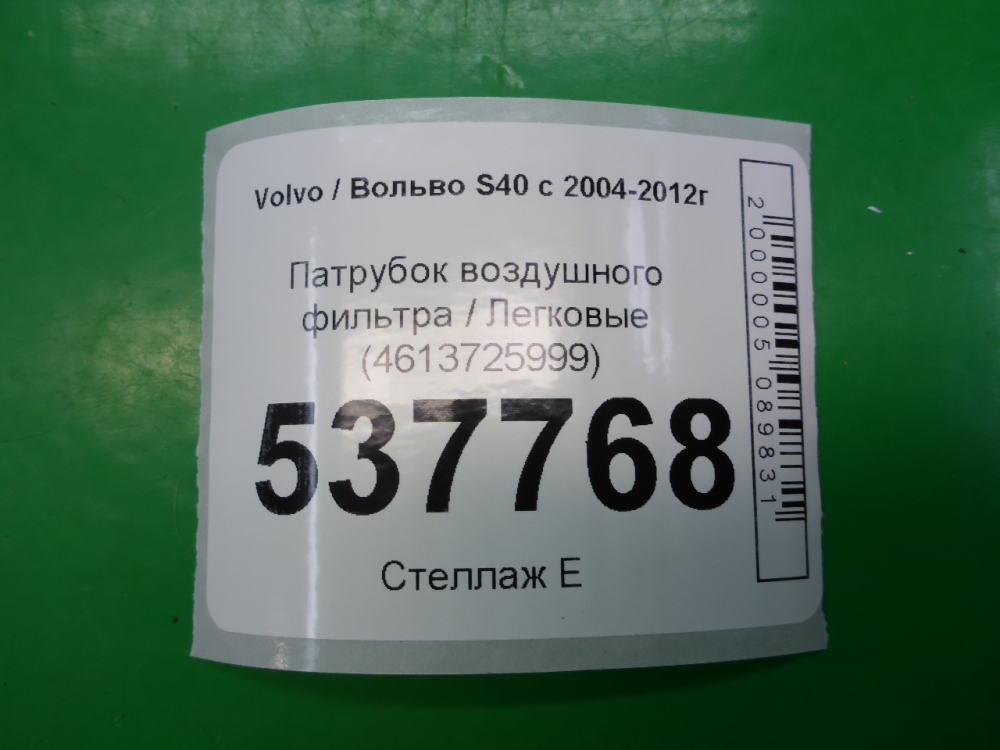 Volvo / Вольво S40 с 2004-2012г
Патрубок воздушного
фильтра / Легковые
(4613725999)
537768
Стеллаж Е
2000005089831